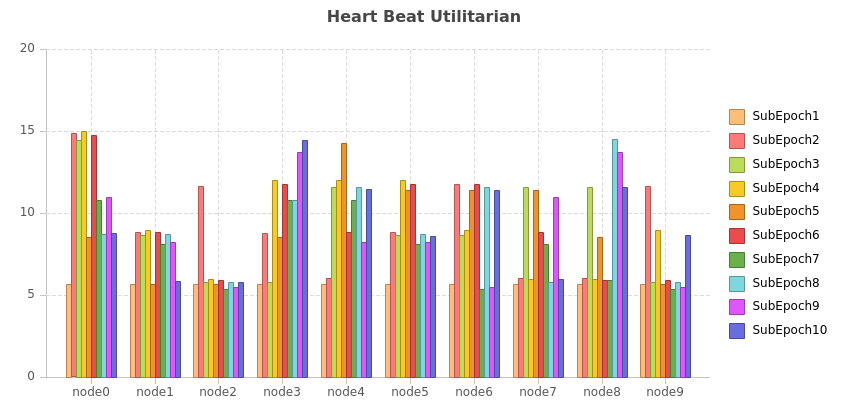 Heart Beat Utilitarian
20
15
10
5
0
node0 node1 node2 node3 node4 node5 node6 node7 node8 node9
SubEpoch1
SubEpoch2
SubEpoch3
SubEpoch4
SubEpoch5
SubEpoch6
SubEpoch7
SubEpoch8
SubEpoch9
SubEpoch10